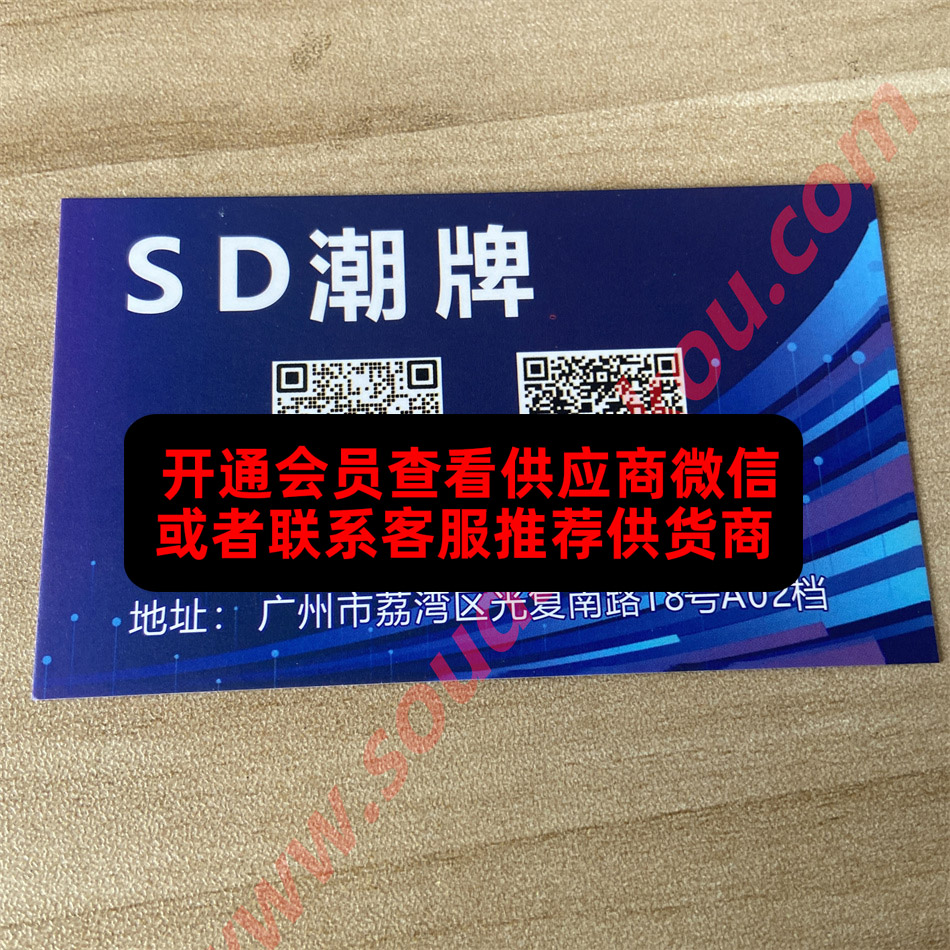 SD潮牌
开通会员查看供应商微信
或者联系客服推荐供货商
地址：广州市荔湾区光复南路18号A02档